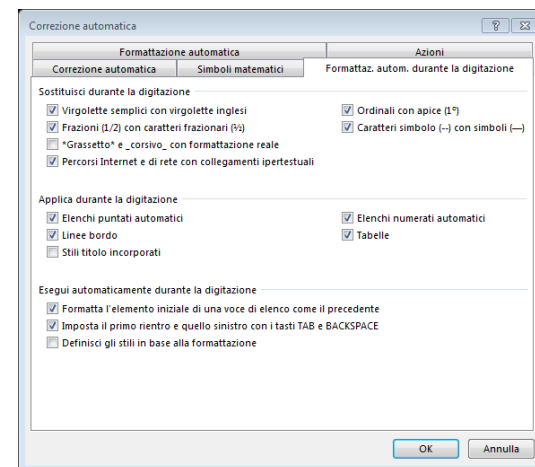 Correzione automatica
Formattazione automatica Azioni
Correzione automatica Simboli matematici Formattaz. autom. durante la digitazione
Sostituisci durante la digitazione
Virgolette semplici con virgolette inglesi Ordinali con apice (1°)
Frazioni (1/2) con caratteri frazionari (½) Caratteri simbolo (--) con simboli (—)
*Grassetto* e _corsivo_ con formattazione reale
Percorsi Internet e di rete con collegamenti ipertestuali
Applica durante la digitazione
Elenchi puntati automatici Elenchi numerati automatici
Linee bordo Tabelle
Stili titolo incorporati
Esegui automaticamente durante la digitazione
Formatta l'elemento iniziale di una voce di elenco come il precedente
Imposta il primo rientro e quello sinistro con i tasti TAB e BACKSPACE
Definisci gli stili in base alla formattazione
OK Annulla